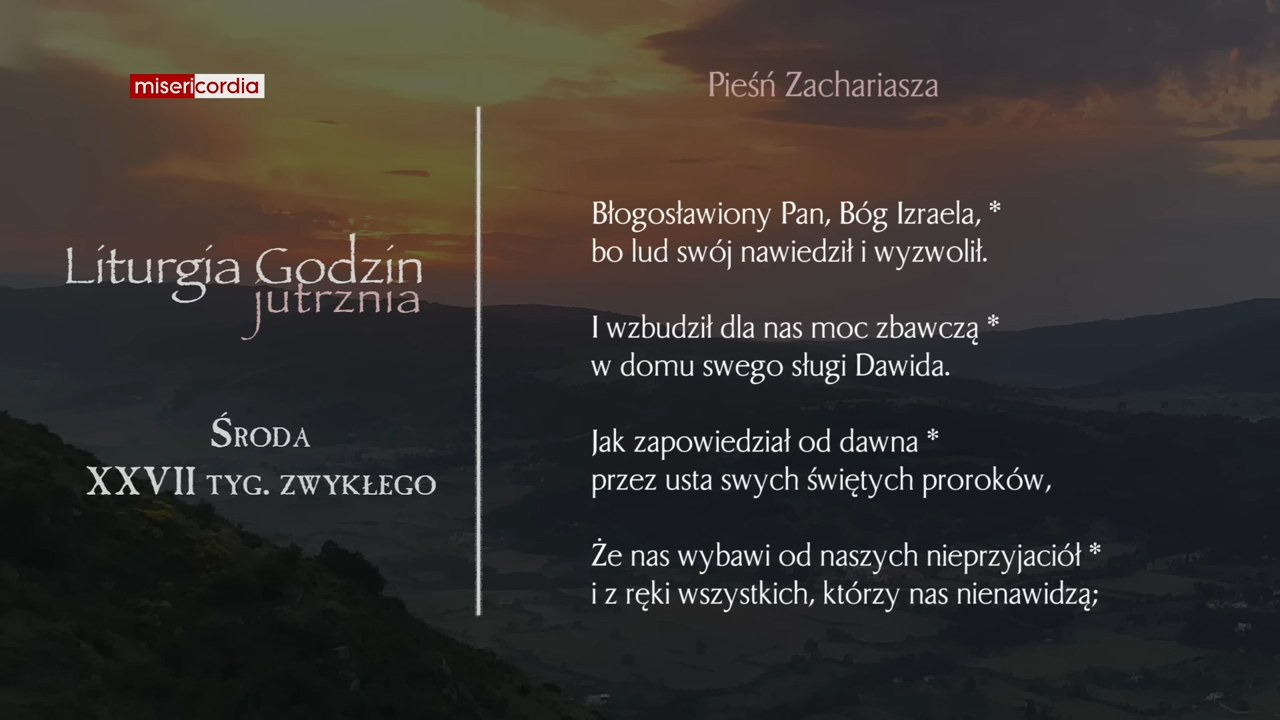 misericordia
Liturgia Godzin
jutrznia
Środa
XXVII tyg. zwykłego
Pieśń Zachariasza
Błogosławiony Pan, Bóg Izraela, *
bo lud swój nawiedził i wyzwolił.
I wzbudził dla nas moc zbawczą *
w domu swego sługi Dawida.
Jak zapowiedział od dawna *
przez usta swych świętych proroków,
Że nas wybawi od naszych nieprzyjaciół *
i z ręki wszystkich, którzy nas nienawidzą;